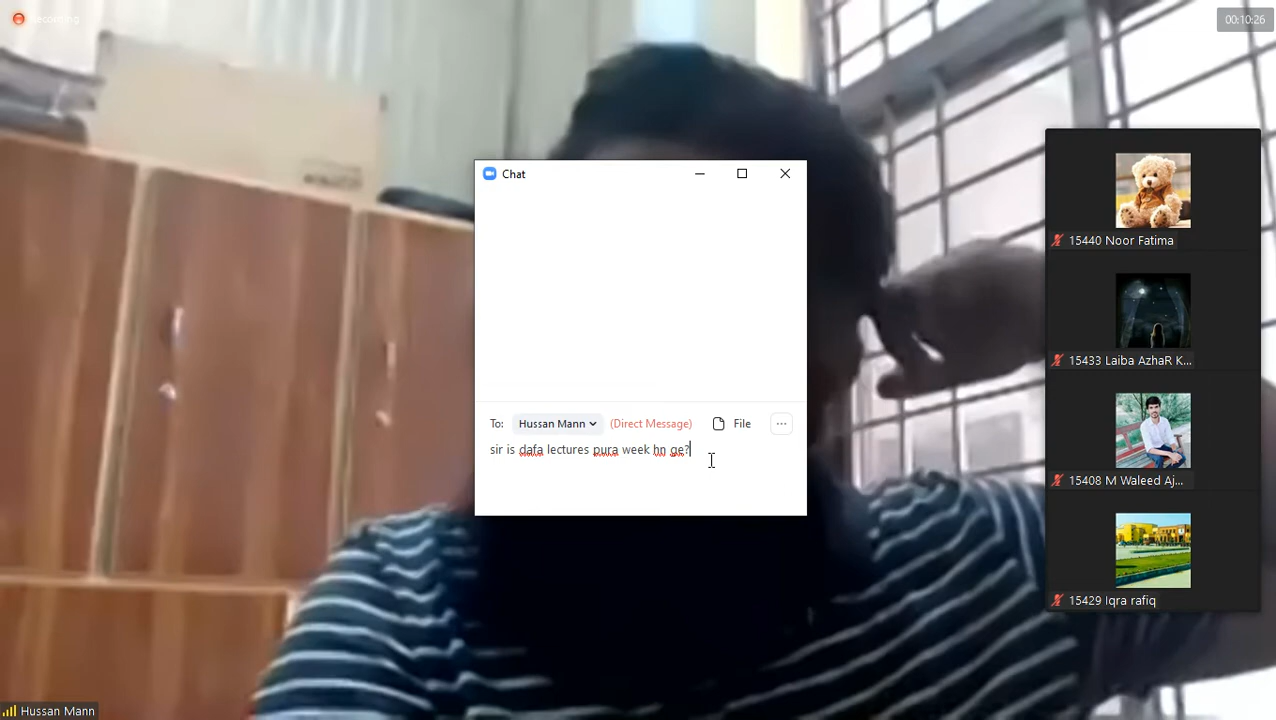 Recording
00:10:26
Chat
To: Hussan Mann (Direct Message) File
sir is dafa lectures pura week hn ge?
15440 Noor Fatima
15433 Laiba AzhaR K...
15408 M Waleed Aj...
15429 Iqra rafiq
Hussan Mann